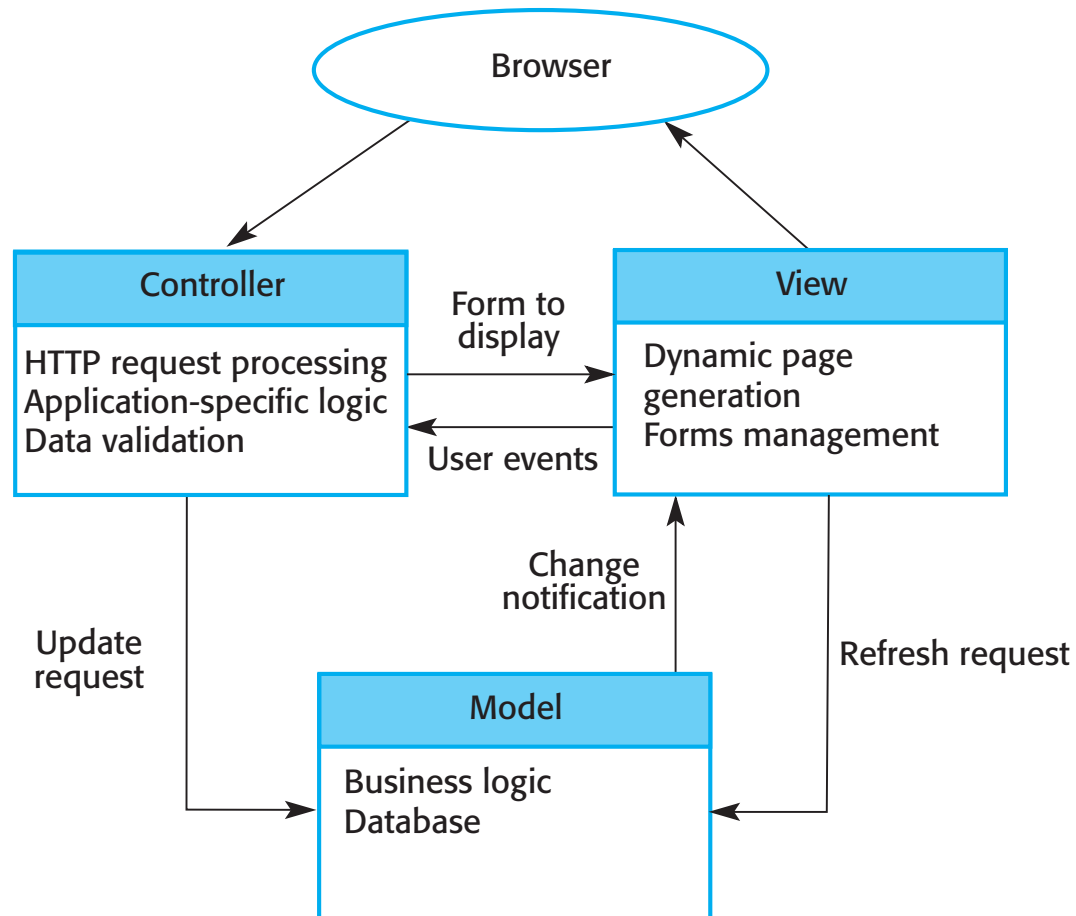 Browser
Controller
HTTP request processing
Application-specific logic
Data validation
Form to
display
User events
View
Dynamic page
generation
Forms management
Update
request
Change
notification
Refresh request
Model
Business logic
Database